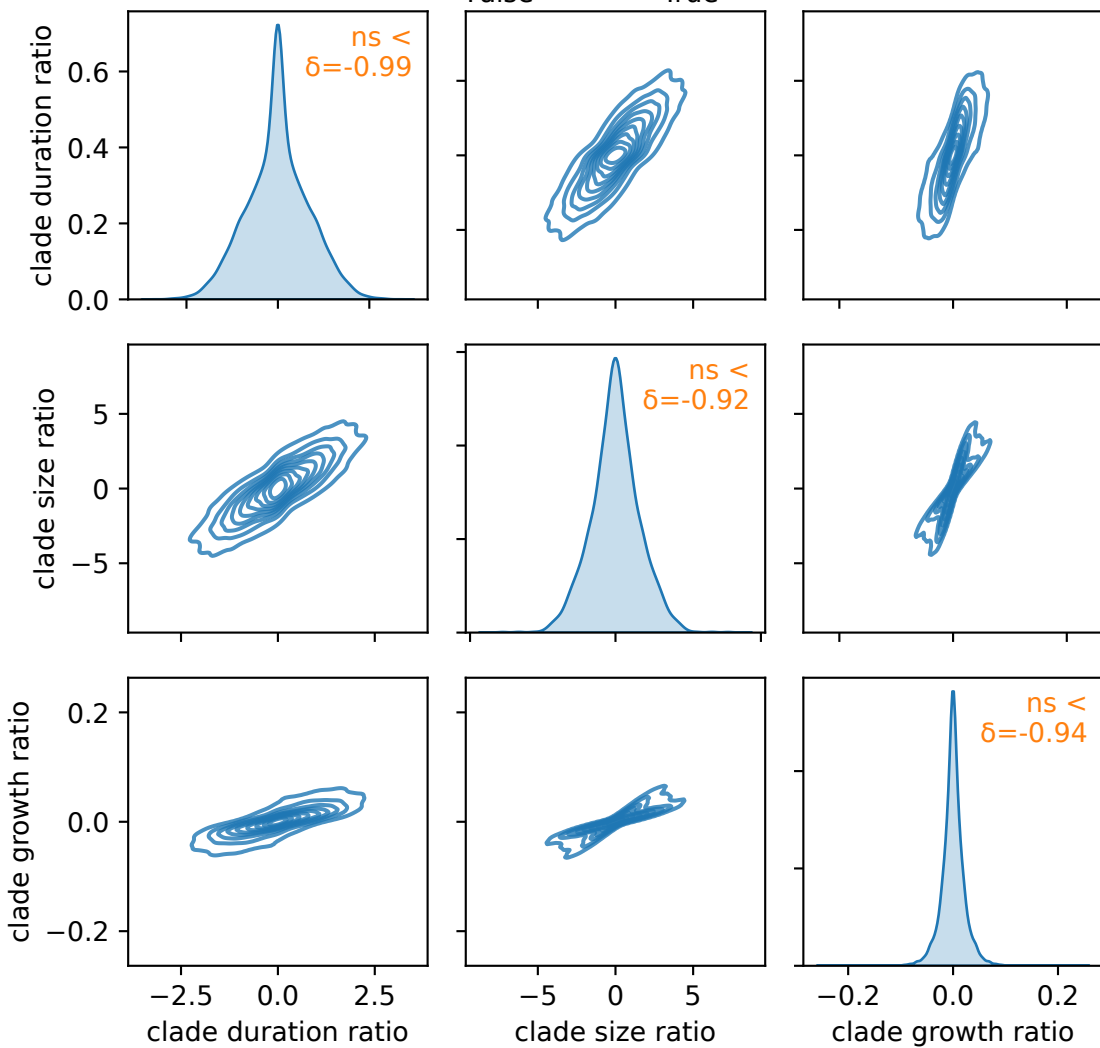 True
clade duration ratio
0.6
0.4
0.2
0.0
ns <
δ=-0.99
clade size ratio
5
0
−5
ns <
δ=-0.92
clade growth ratio
0.2
0.0
−0.2
ns <
δ=-0.94
−2.5 0.0 2.5
−5 0 5
−0.2 0.0 0.2
clade duration ratio
clade size ratio
clade growth ratio